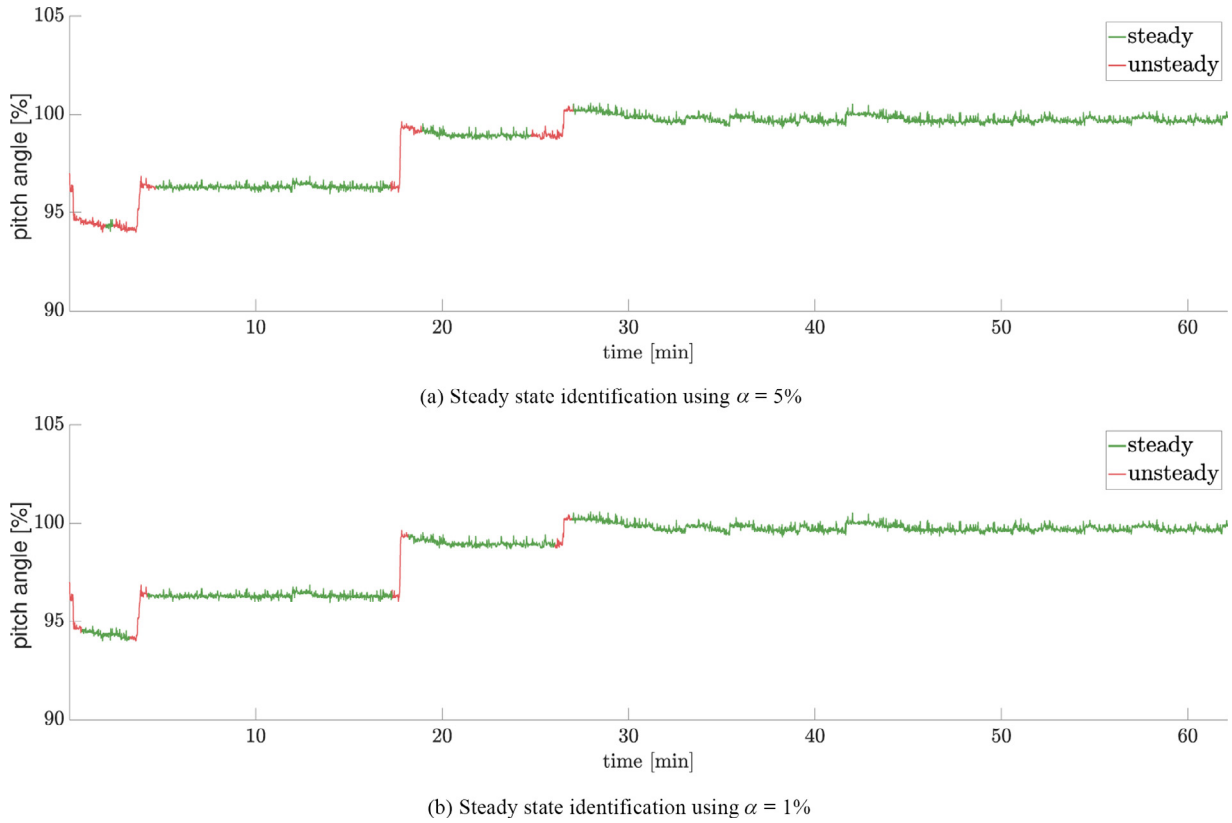 105
100
95
90
pitch angle [%]
steady
unsteady
10
20
30
40
50
60
time [min]
(a) Steady state identification using α = 5%
105
100
95
90
pitch angle [%]
steady
unsteady
10
20
30
40
50
60
time [min]
(b) Steady state identification using α = 1%